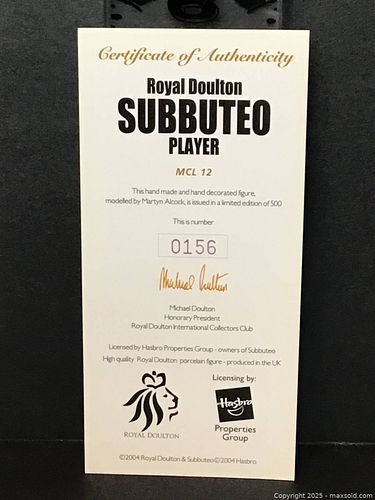 Certificate of Authenticity
Royal Doulton
SUBBUTEO
PLAYER
MCL 12
This hand made and hand decorated figure,
modelled by Martyn Alcock, is issued in a limited edition of 500
This is number
0156
Michael Doulton
Michael Doulton
Honorary President
Royal Doulton International Collectors Club
Licensed by Hasbro Properties Group - owners of Subbuteo
High quality Royal Doulton porcelain figure - produced in the UK
Licensing by:
Hasbro
Properties
Group
ROYAL DOULTON
©2004 Royal Doulton & Subbuteo©2004 Hasbro
Copyright 2025 - maxsold.com